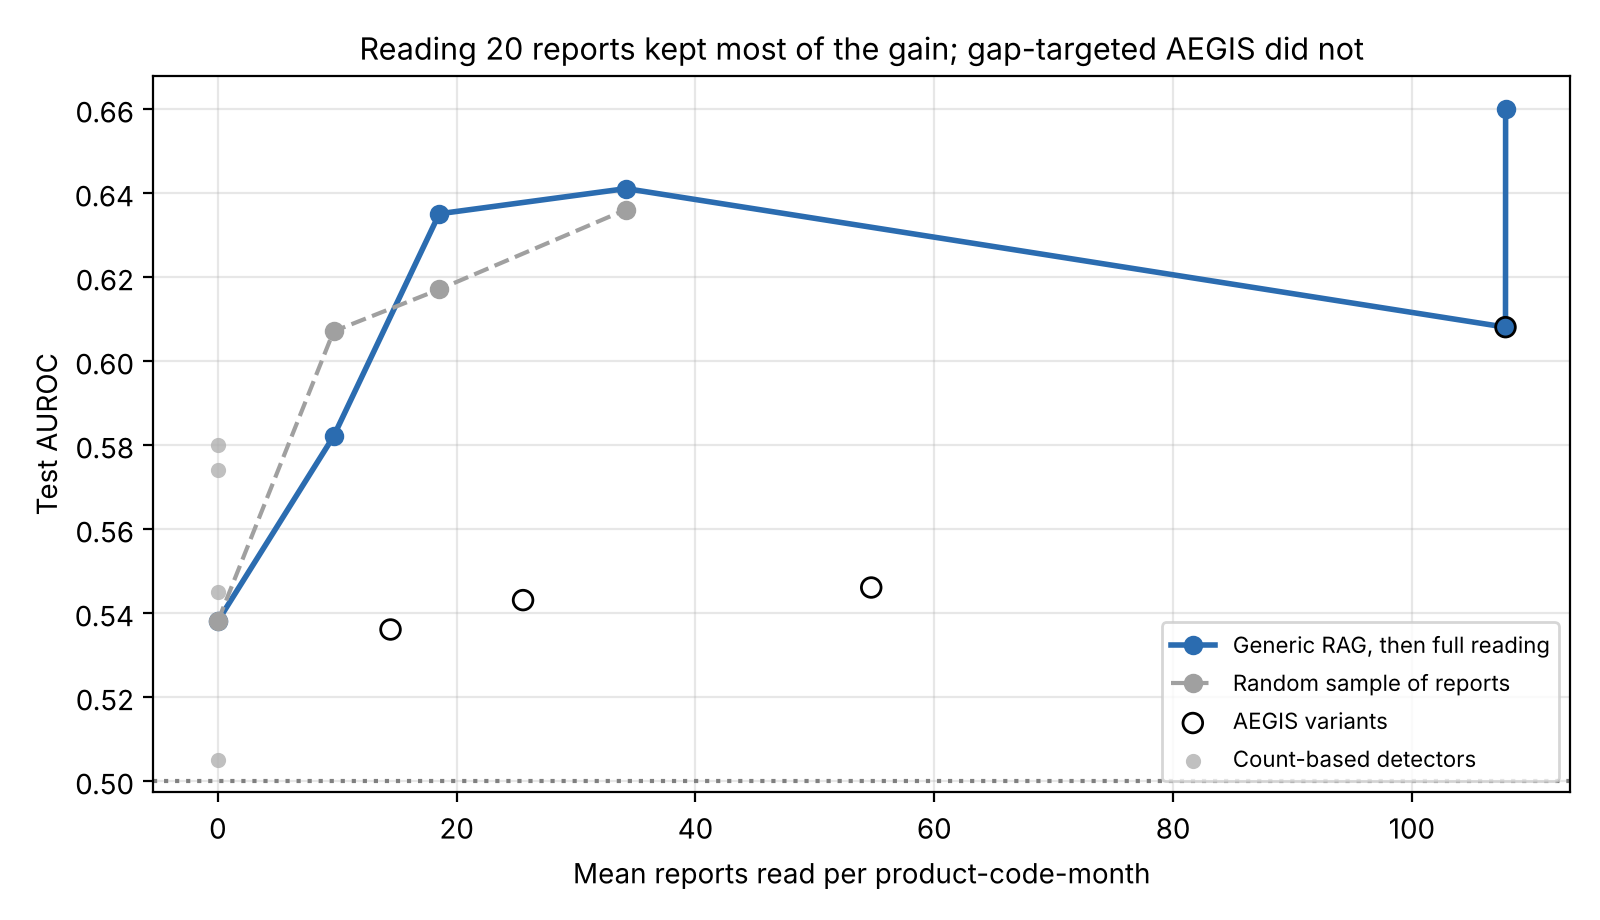 Reading 20 reports kept most of the gain; gap-targeted AEGIS did not
Test AUROC
0.66
0.64
0.62
0.60
0.58
0.56
0.54
0.52
0.50
Generic RAG, then full reading
Random sample of reports
AEGIS variants
Count-based detectors
0 20 40 60 80 100
Mean reports read per product-code-month